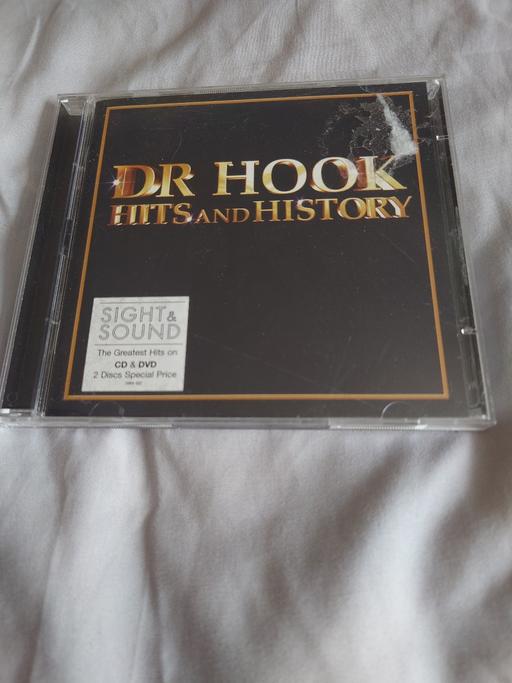 DR HOOK
HITS AND HISTORY
SIGHT &
SOUND
The Greatest Hits on
CD & DVD
2 Discs Special Price